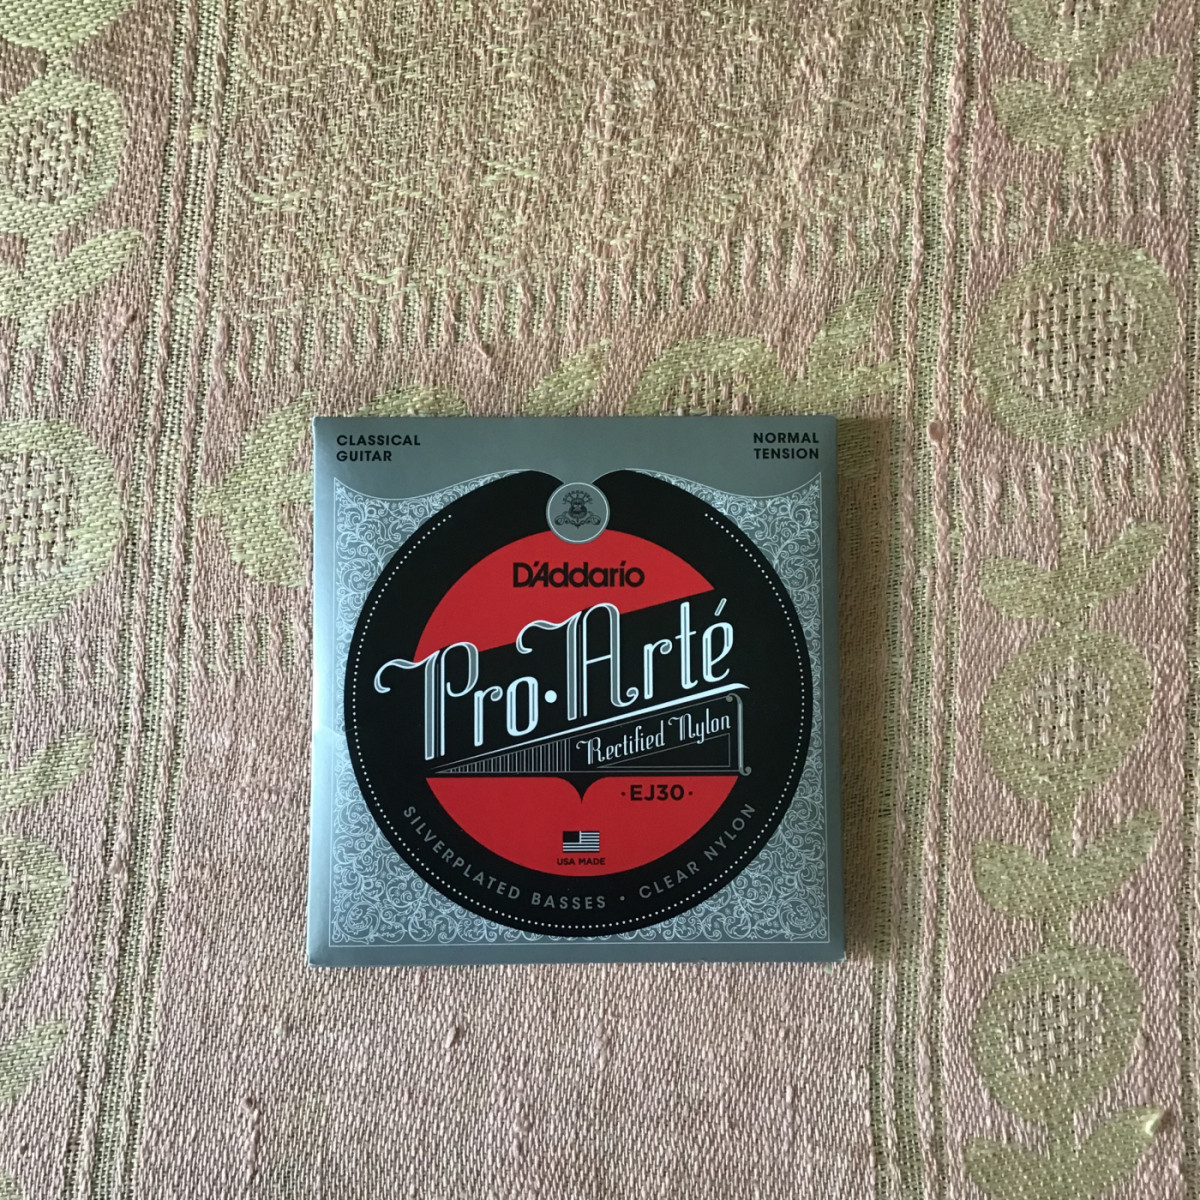 CLASSICAL
GUITAR
NORMAL
TENSION
D'Addario
Pro·Arté
Rectified Nylon
·EJ30·
USA MADE
SILVERPLATED BASSES · CLEAR NYLON